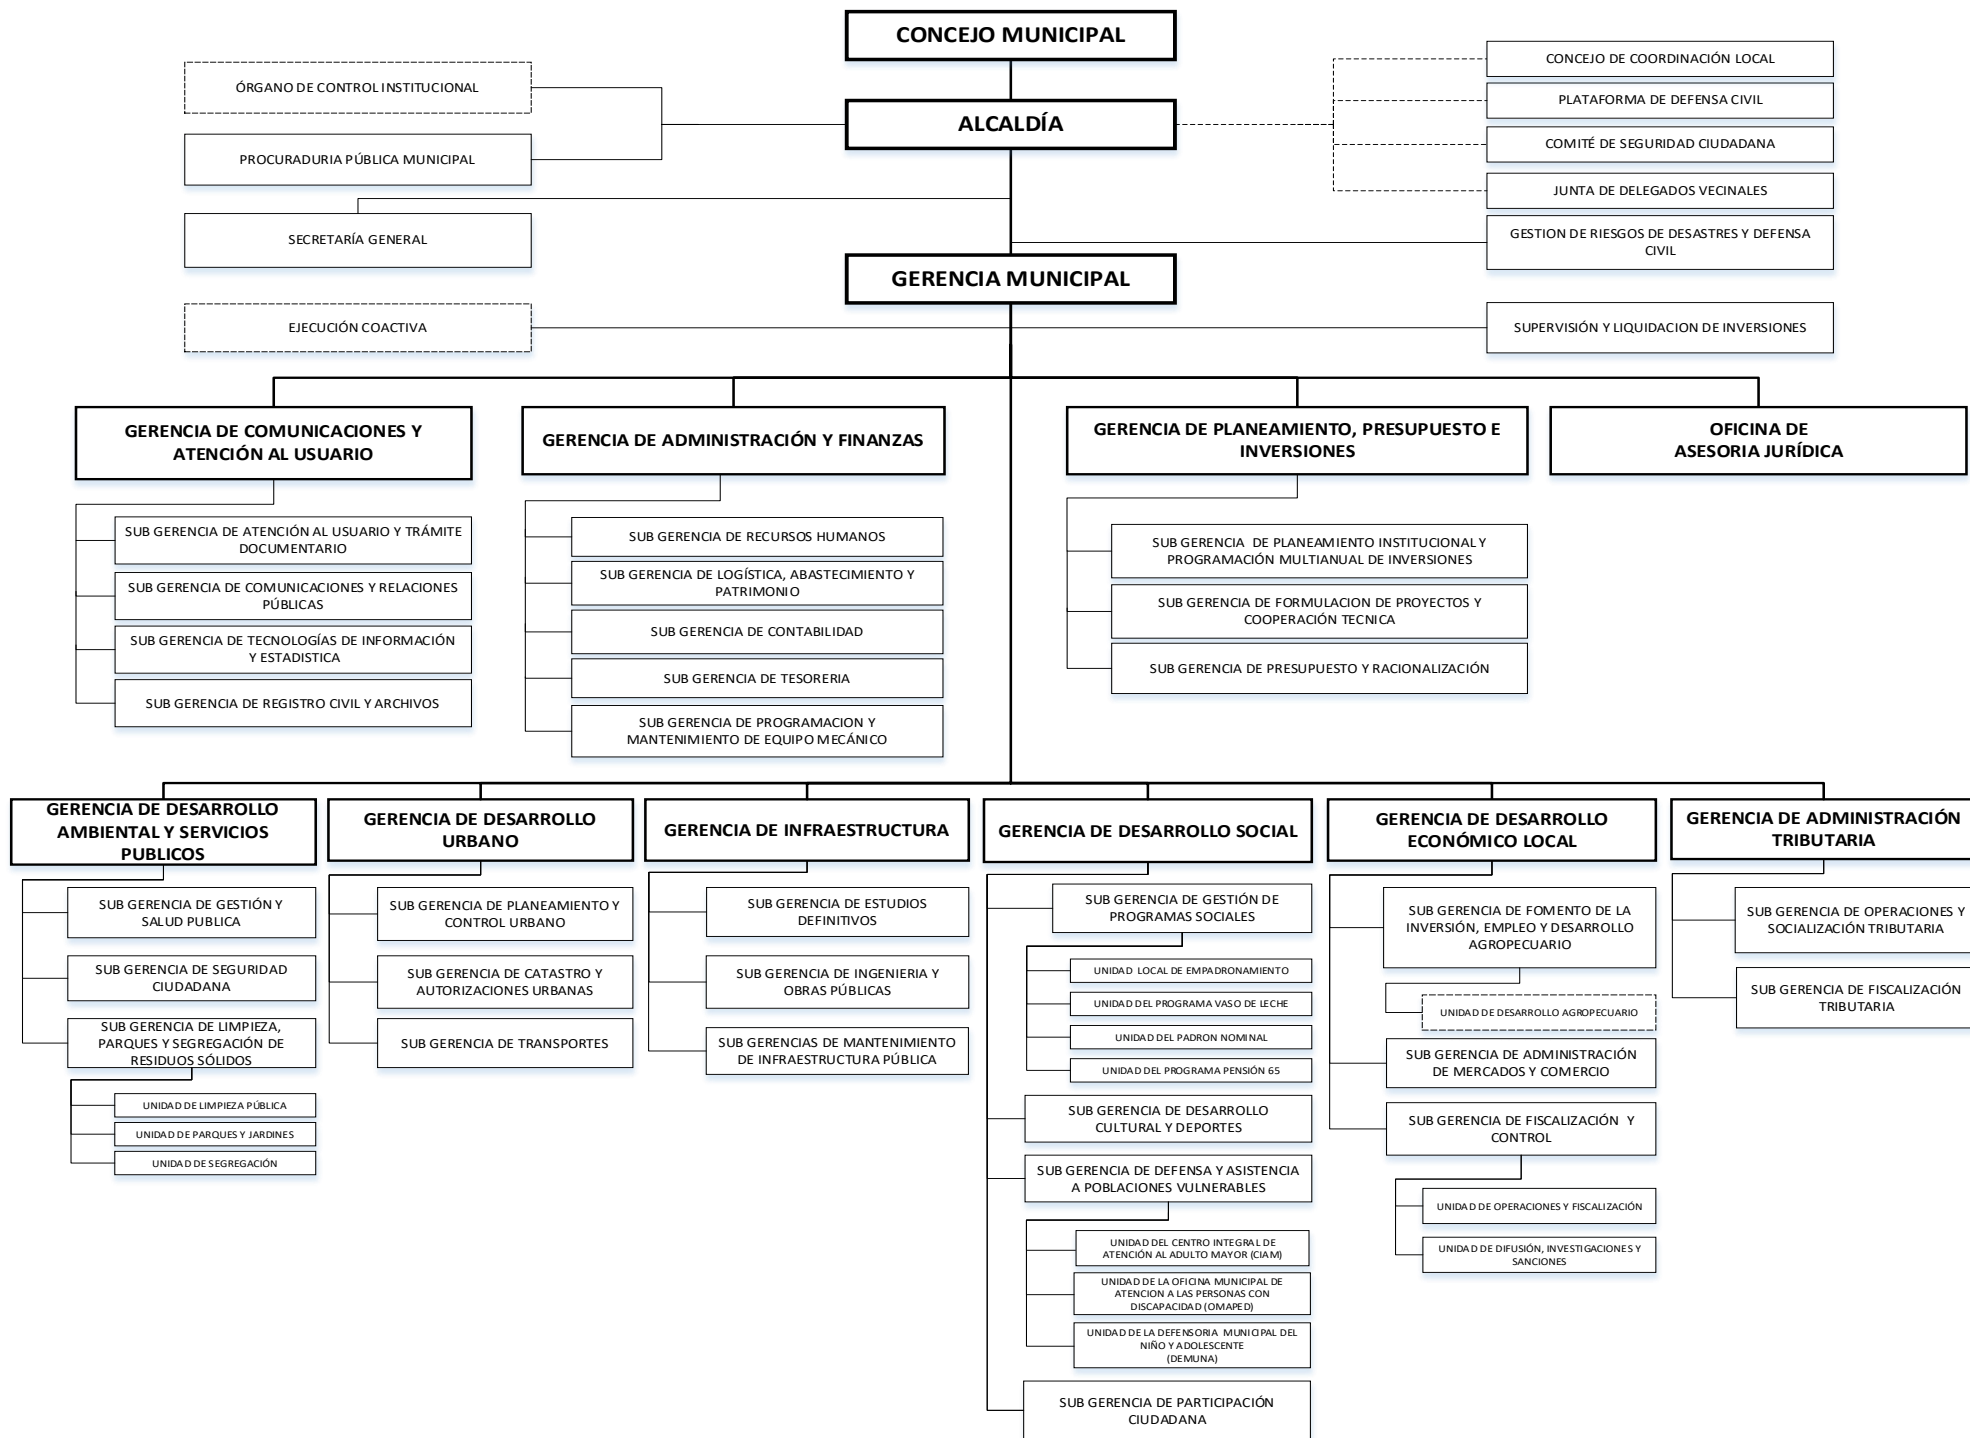 CONCEJO MUNICIPAL
ÓRGANO DE CONTROL INSTITUCIONAL
ALCALDÍA
PROCURADURIA PÚBLICA MUNICIPAL
CONCEJO DE COORDINACIÓN LOCAL
PLATAFORMA DE DEFENSA CIVIL
COMITÉ DE SEGURIDAD CIUDADANA
JUNTA DE DELEGADOS VECINALES
SECRETARÍA GENERAL
GESTION DE RIESGOS DE DESASTRES Y DEFENSA
CIVIL
GERENCIA MUNICIPAL
EJECUCIÓN COACTIVA
SUPERVISIÓN Y LIQUIDACION DE INVERSIONES
GERENCIA DE COMUNICACIONES Y
ATENCIÓN AL USUARIO
SUB GERENCIA DE ATENCIÓN AL USUARIO Y TRÁMITE
DOCUMENTARIO
SUB GERENCIA DE COMUNICACIONES Y RELACIONES
PÚBLICAS
SUB GERENCIA DE TECNOLOGÍAS DE INFORMACIÓN
Y ESTADISTICA
SUB GERENCIA DE REGISTRO CIVIL Y ARCHIVOS
GERENCIA DE ADMINISTRACIÓN Y FINANZAS
SUB GERENCIA DE RECURSOS HUMANOS
SUB GERENCIA DE LOGÍSTICA, ABASTECIMIENTO Y
PATRIMONIO
SUB GERENCIA DE CONTABILIDAD
SUB GERENCIA DE TESORERIA
SUB GERENCIA DE PROGRAMACION Y
MANTENIMIENTO DE EQUIPO MECÁNICO
GERENCIA DE PLANEAMIENTO, PRESUPUESTO E
INVERSIONES
SUB GERENCIA DE PLANEAMIENTO INSTITUCIONAL Y
PROGRAMACIÓN MULTIANUAL DE INVERSIONES
SUB GERENCIA DE FORMULACION DE PROYECTOS Y
COOPERACIÓN TECNICA
SUB GERENCIA DE PRESUPUESTO Y RACIONALIZACIÓN
OFICINA DE
ASESORIA JURÍDICA
GERENCIA DE DESARROLLO
AMBIENTAL Y SERVICIOS
PUBLICOS
SUB GERENCIA DE GESTIÓN Y
SALUD PUBLICA
SUB GERENCIA DE SEGURIDAD
CIUDADANA
SUB GERENCIA DE LIMPIEZA,
PARQUES Y SEGREGACIÓN DE
RESIDUOS SÓLIDOS
UNIDAD DE LIMPIEZA PÚBLICA
UNIDAD DE PARQUES Y JARDINES
UNIDAD DE SEGREGACIÓN
GERENCIA DE DESARROLLO
URBANO
SUB GERENCIA DE PLANEAMIENTO Y
CONTROL URBANO
SUB GERENCIA DE CATASTRO Y
AUTORIZACIONES URBANAS
SUB GERENCIA DE TRANSPORTES
GERENCIA DE INFRAESTRUCTURA
SUB GERENCIA DE ESTUDIOS
DEFINITIVOS
SUB GERENCIA DE INGENIERIA Y
OBRAS PÚBLICAS
SUB GERENCIAS DE MANTENIMIENTO
DE INFRAESTRUCTURA PÚBLICA
GERENCIA DE DESARROLLO SOCIAL
SUB GERENCIA DE GESTIÓN DE
PROGRAMAS SOCIALES
UNIDAD LOCAL DE EMPADRONAMIENTO
UNIDAD DEL PROGRAMA VASO DE LECHE
UNIDAD DEL PADRON NOMINAL
UNIDAD DEL PROGRAMA PENSIÓN 65
SUB GERENCIA DE DESARROLLO
CULTURAL Y DEPORTES
SUB GERENCIA DE DEFENSA Y ASISTENCIA
A POBLACIONES VULNERABLES
UNIDAD DEL CENTRO INTEGRAL DE
ATENCIÓN AL ADULTO MAYOR (CIAM)
UNIDAD DE LA OFICINA MUNICIPAL DE
ATENCION A LAS PERSONAS CON
DISCAPACIDAD (OMAPED)
UNIDAD DE LA DEFENSORIA MUNICIPAL DEL
NIÑO Y ADOLESCENTE
(DEMUNA)
SUB GERENCIA DE PARTICIPACIÓN
CIUDADANA
GERENCIA DE DESARROLLO
ECONÓMICO LOCAL
SUB GERENCIA DE FOMENTO DE LA
INVERSIÓN, EMPLEO Y DESARROLLO
AGROPECUARIO
UNIDAD DE DESARROLLO AGROPECUARIO
SUB GERENCIA DE ADMINISTRACIÓN
DE MERCADOS Y COMERCIO
SUB GERENCIA DE FISCALIZACIÓN Y
CONTROL
UNIDAD DE OPERACIONES Y FISCALIZACIÓN
UNIDAD DE DIFUSIÓN, INVESTIGACIONES Y
SANCIONES
GERENCIA DE ADMINISTRACIÓN
TRIBUTARIA
SUB GERENCIA DE OPERACIONES Y
SOCIALIZACIÓN TRIBUTARIA
SUB GERENCIA DE FISCALIZACIÓN
TRIBUTARIA